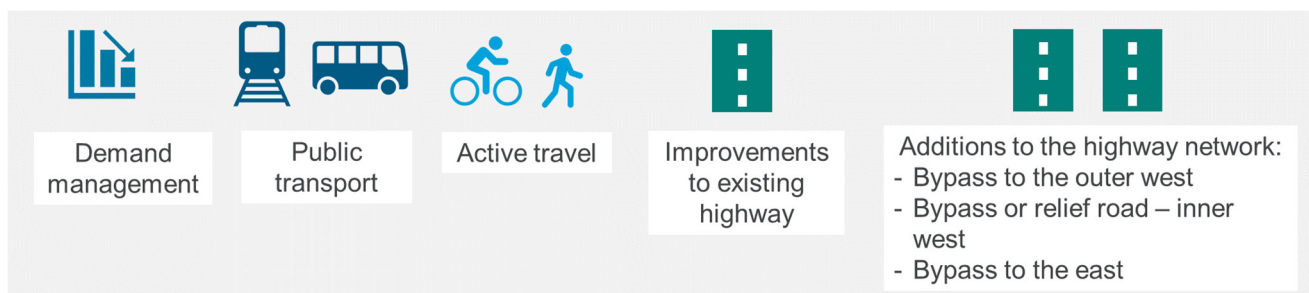 Demand
management
Public
transport
Active travel
Improvements
to existing
highway
Additions to the highway network:
- Bypass to the outer west
- Bypass or relief road – inner
west
- Bypass to the east